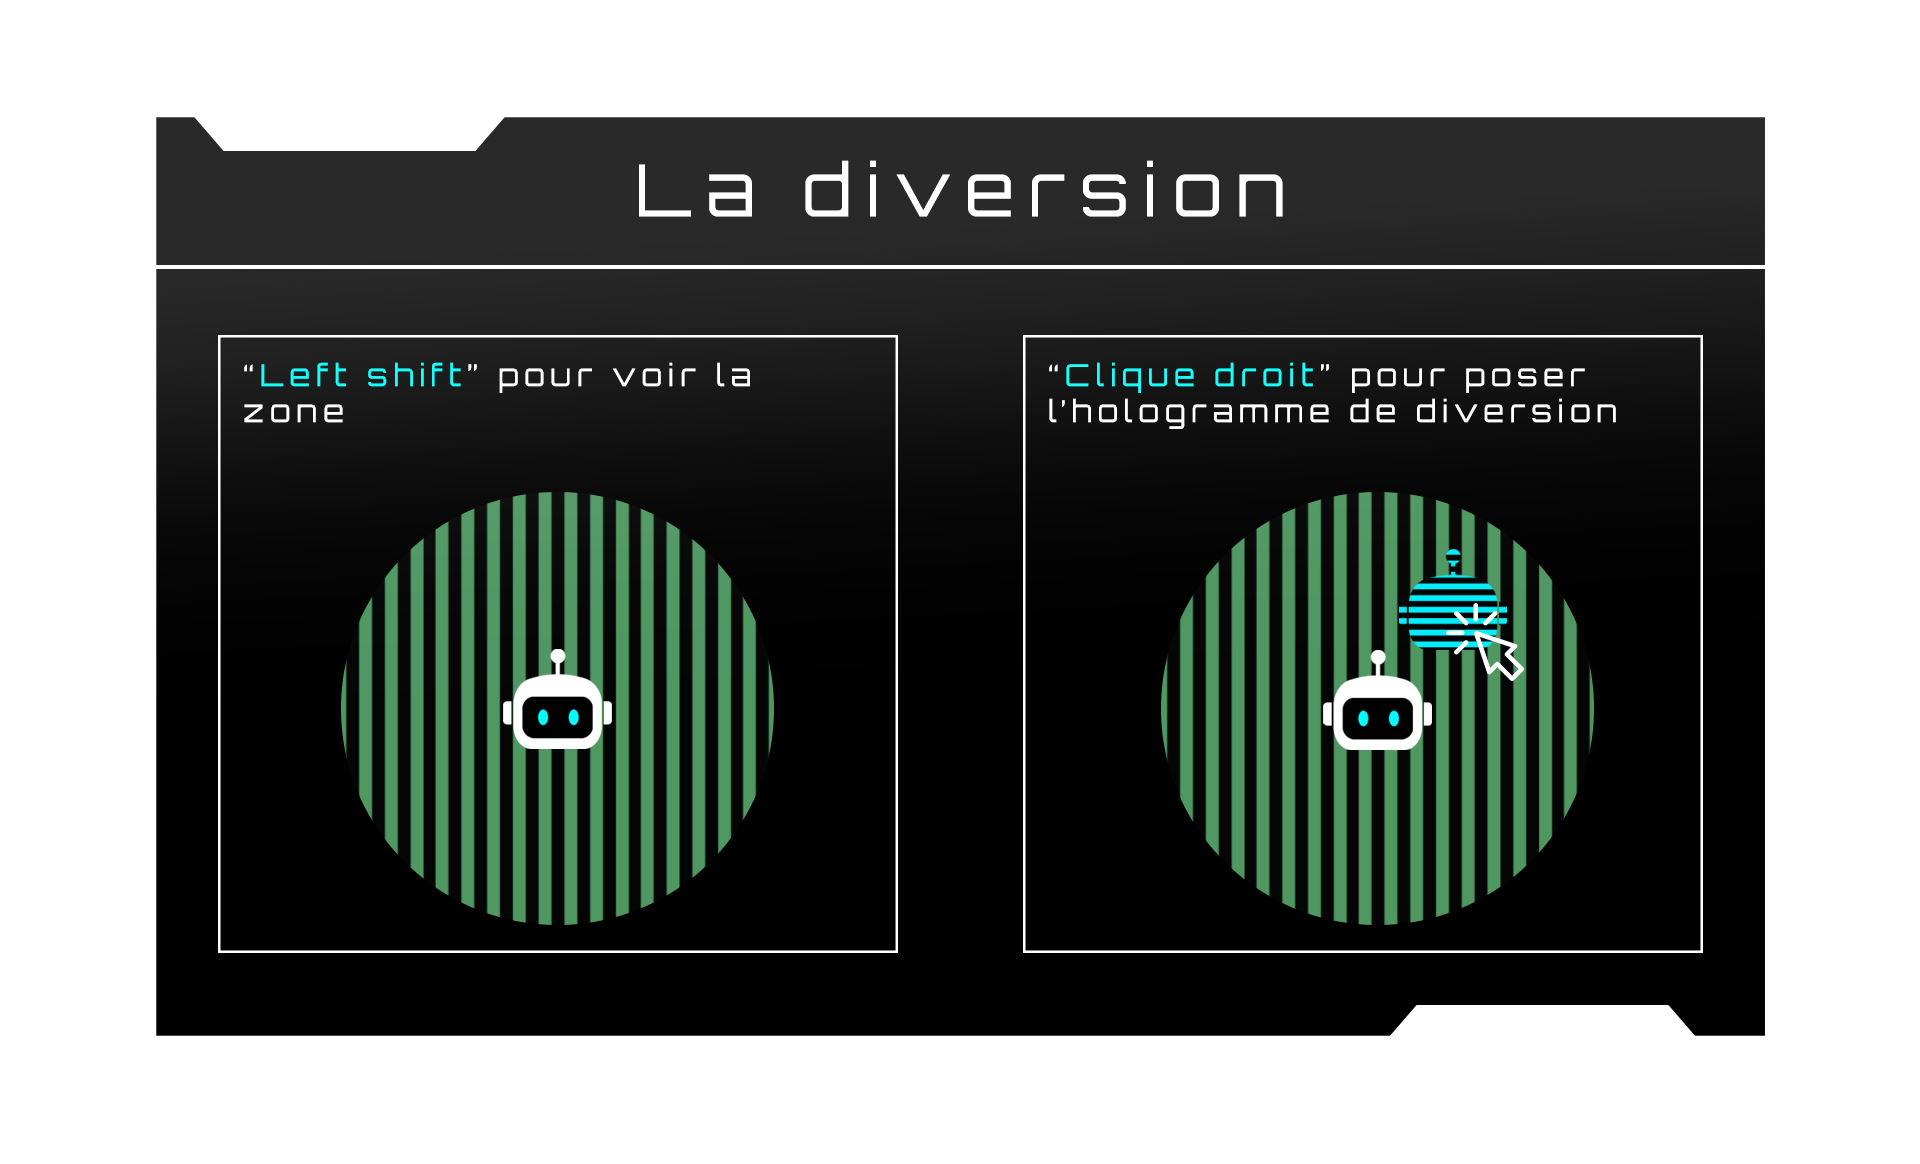 La diversion
“Left shift” pour voir la
zone
“Clique droit” pour poser
l’hologramme de diversion